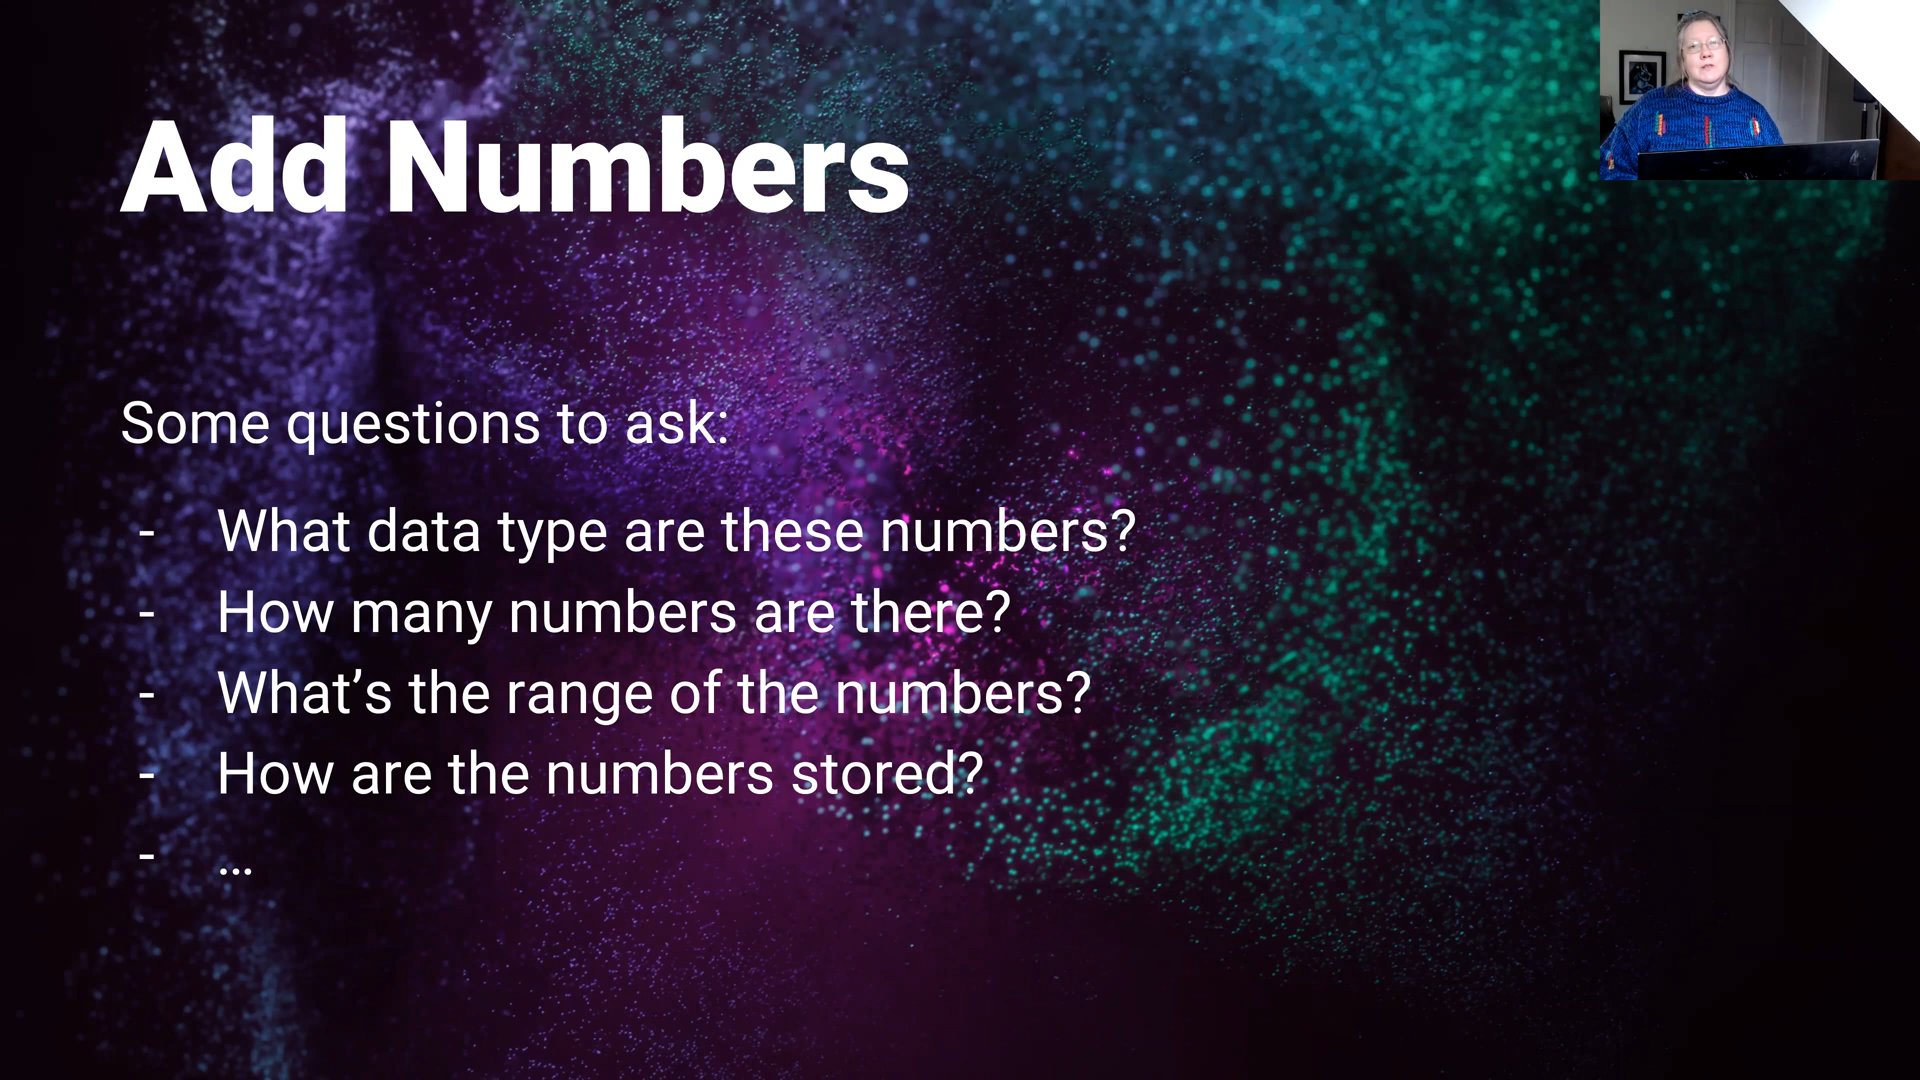 Add Numbers
Some questions to ask:
- What data type are these numbers?
- How many numbers are there?
- What’s the range of the numbers?
- How are the numbers stored?
- …